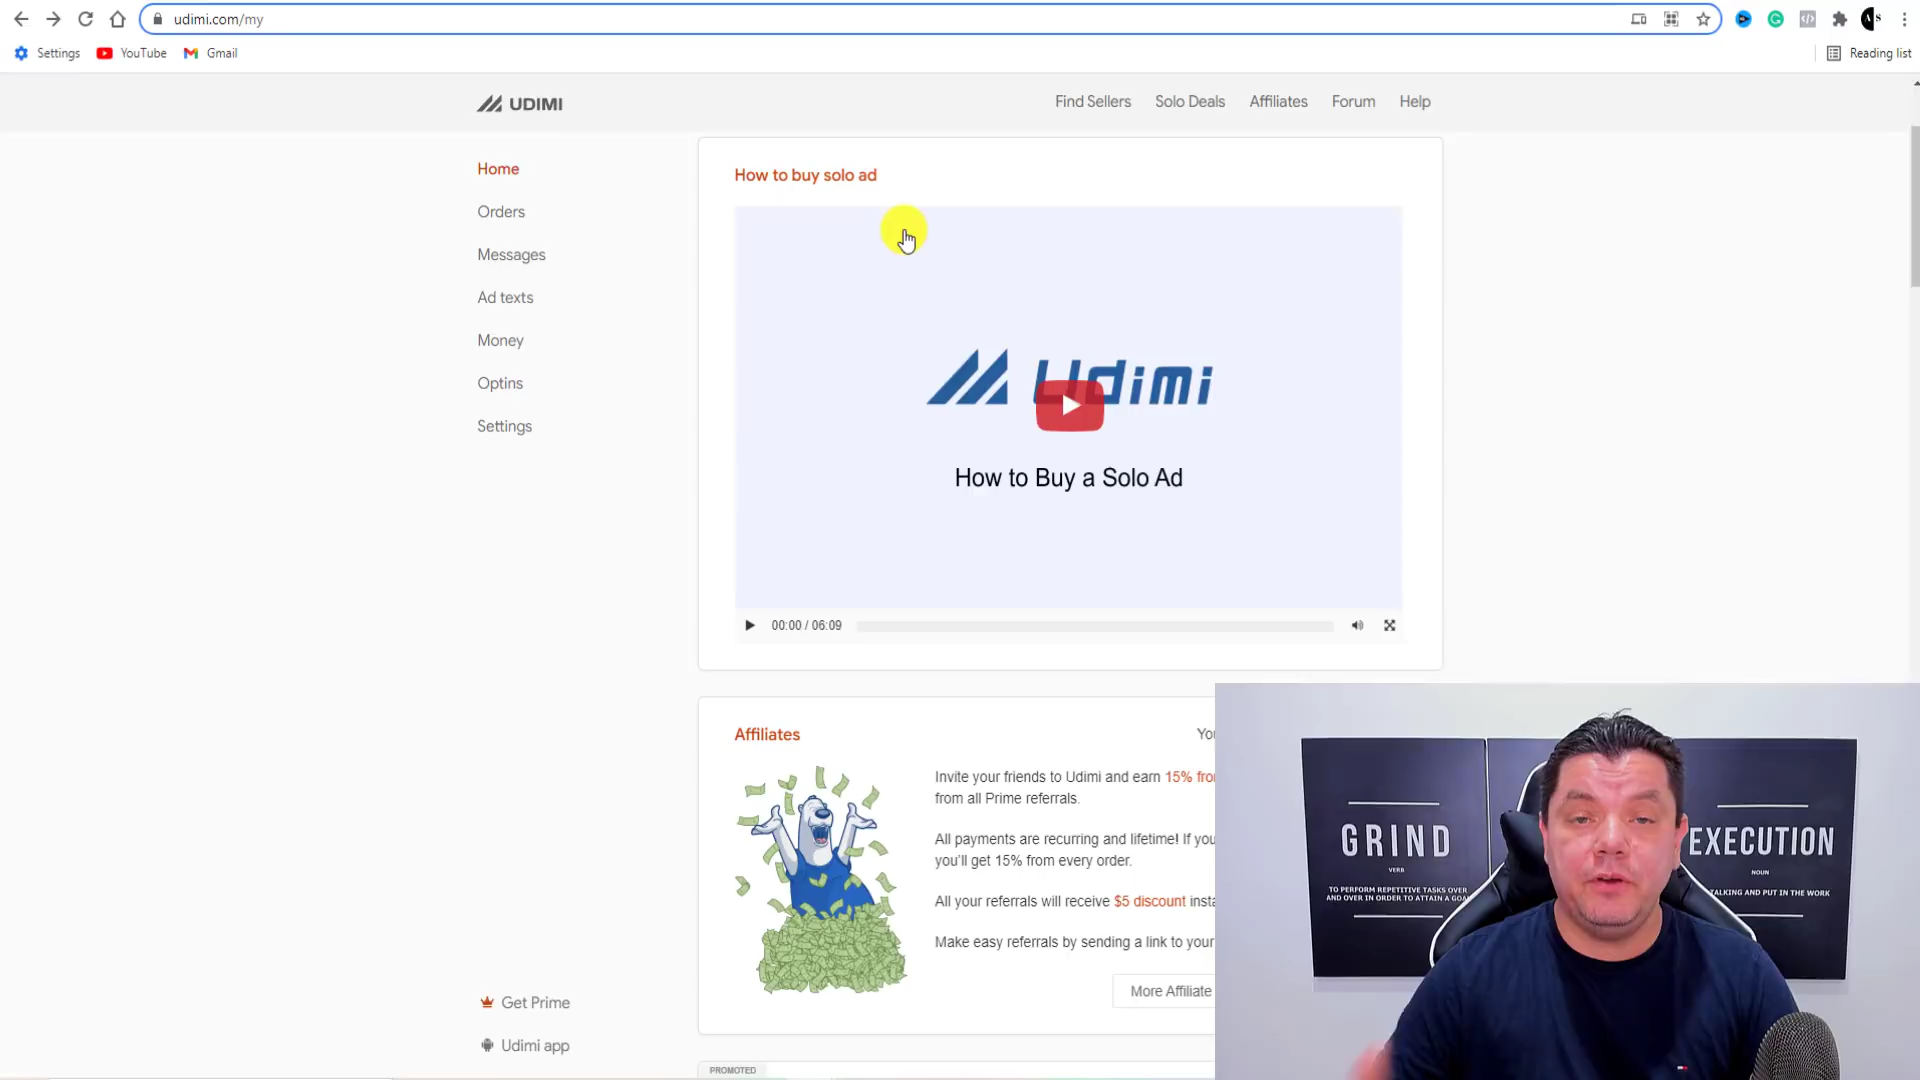 udimi.com/my
Settings
YouTube
Gmail
Reading list
UDIMI
Find Sellers
Solo Deals
Affiliates
Forum
Help
Home
Orders
Messages
Ad texts
Money
Optins
Settings
Get Prime
Udimi app
How to buy solo ad
Udimi
How to Buy a Solo Ad
00:00 / 06:09
Affiliates
Invite your friends to Udimi and earn 15%
from all Prime referrals.
All payments are recurring and lifetime! If you
you'll get 15% from every order.
All your referrals will receive $5 discount
Make easy referrals by sending a link to your
More Affiliate
PROMOTED
GRIND
VERB
TO PERFORM REPETITIVE TASKS OVER
AND OVER IN ORDER TO ATTAIN A
EXECUTION
NOUN
TALKING AND PUT IN THE WORK